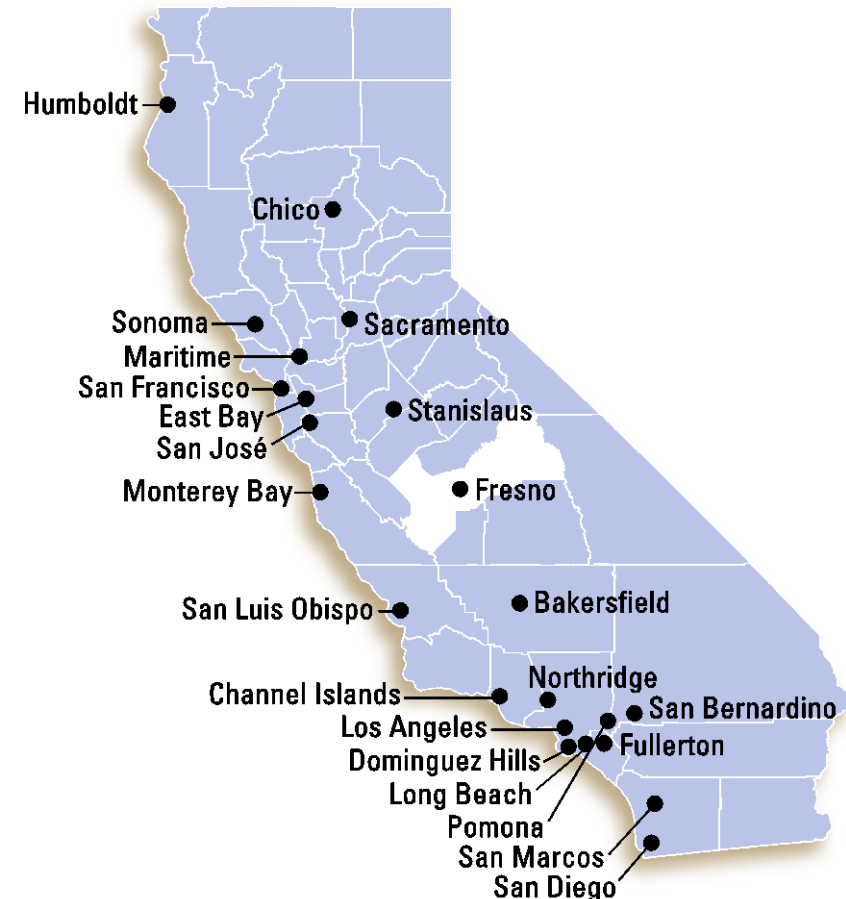 Humboldt
Chico
Sonoma
Sacramento
Maritime
San Francisco
East Bay
Stanislaus
San José
Monterey Bay
Fresno
San Luis Obispo
Bakersfield
Northridge
Channel Islands
San Bernardino
Los Angeles
Fullerton
Dominguez Hills
Long Beach
Pomona
San Marcos
San Diego